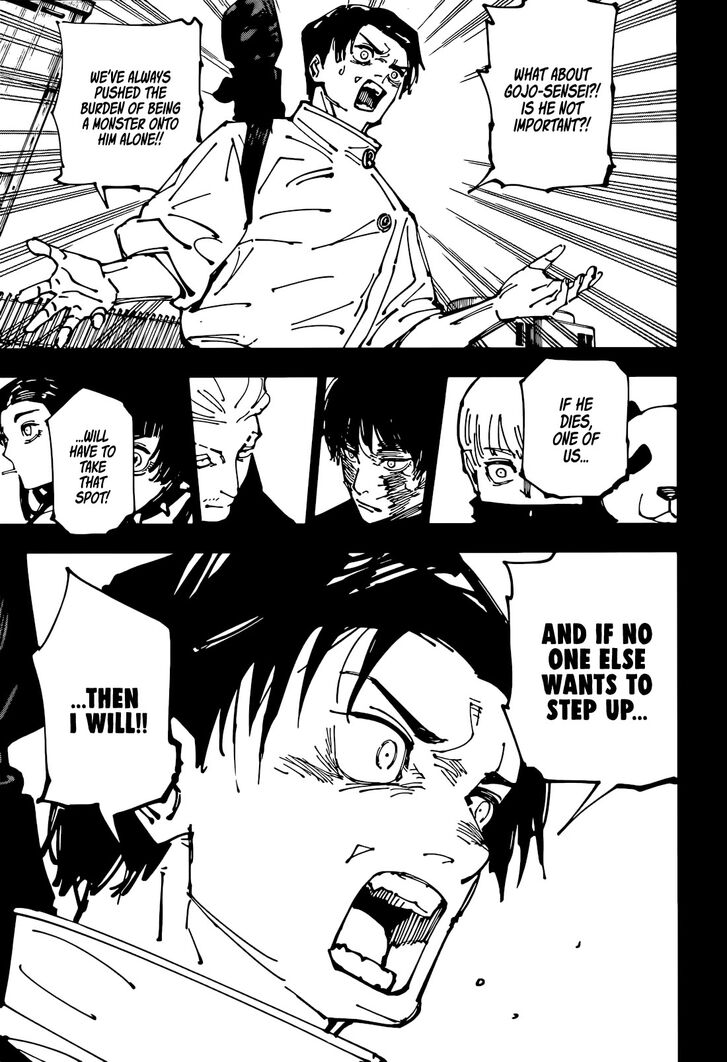 WHAT ABOUT
GOJO-SENSEI?!
IS HE NOT
IMPORTANT?!
WE'VE ALWAYS
PUSHED THE
BURDEN OF BEING
A MONSTER ONTO
HIM ALONE!!
IF HE
DIES,
ONE OF
US...
...WILL
HAVE TO
TAKE
THAT
SPOT!
AND IF NO
ONE ELSE
WANTS TO
STEP UP...
...THEN
I WILL!!